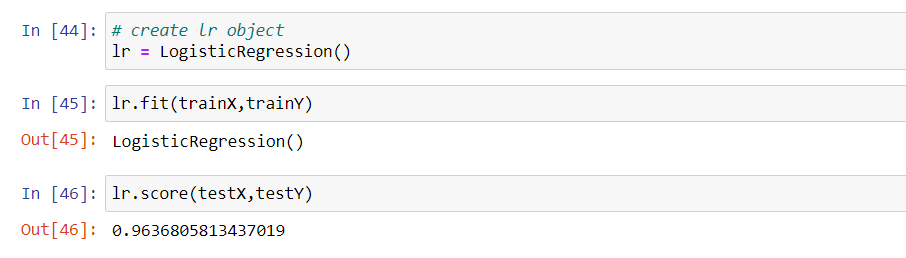 In [44]: # create lr object
lr = LogisticRegression()
In [45]: lr.fit(trainX,trainY)
Out[45]: LogisticRegression()
In [46]: lr.score(testX,testY)
Out[46]: 0.9636805813437019